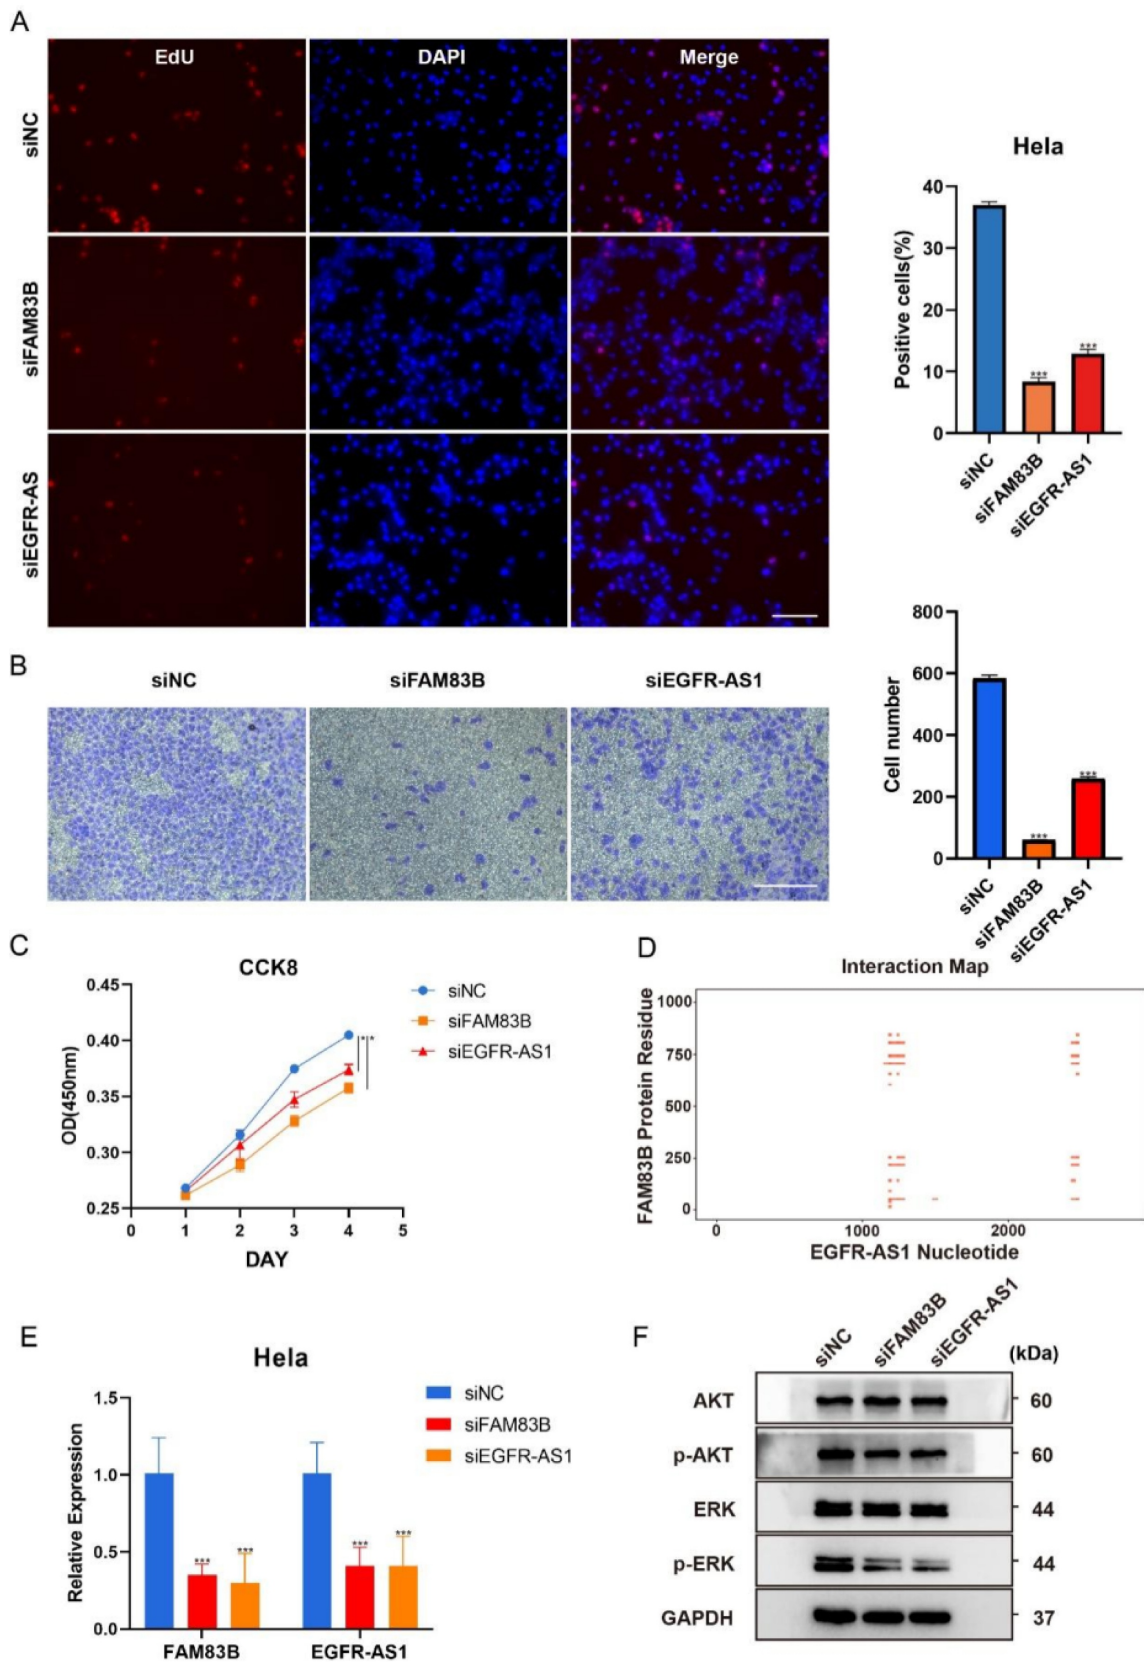 A
EdU
DAPI
Merge
siNC
siFAM83B
siEGFR-AS
Hela
Positive cells(%)
40
30
20
10
0
***
***
siNC
siFAM83B
siEGFR-AS1
B
siNC
siFAM83B
siEGFR-AS1
Cell number
800
600
400
200
0
***
***
siNC
siFAM83B
siEGFR-AS1
C
CCK8
OD(450nm)
0.45
0.40
0.35
0.30
0.25
0 1 2 3 4 5
DAY
siNC
siFAM83B
siEGFR-AS1
* *
D
Interaction Map
FAM83B Protein Residue
1000
750
500
250
0
0 1000 2000
EGFR-AS1 Nucleotide
E
Hela
Relative Expression
1.5
1.0
0.5
0.0
*** ***
*** ***
FAM83B EGFR-AS1
siNC
siFAM83B
siEGFR-AS1
F
siNC siFAM83B siEGFR-AS1 (kDa)
AKT 60
p-AKT 60
ERK 44
p-ERK 44
GAPDH 37